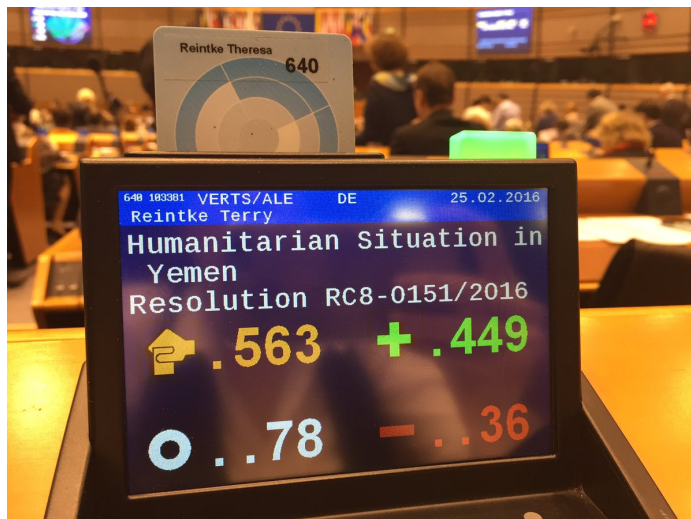 Reintke Theresa
640
640 103381 VERTS/ALE DE 25.02.2016
Reintke Terry
Humanitarian Situation in
Yemen
Resolution RC8-0151/2016
.563 + .449
..78 - ..36